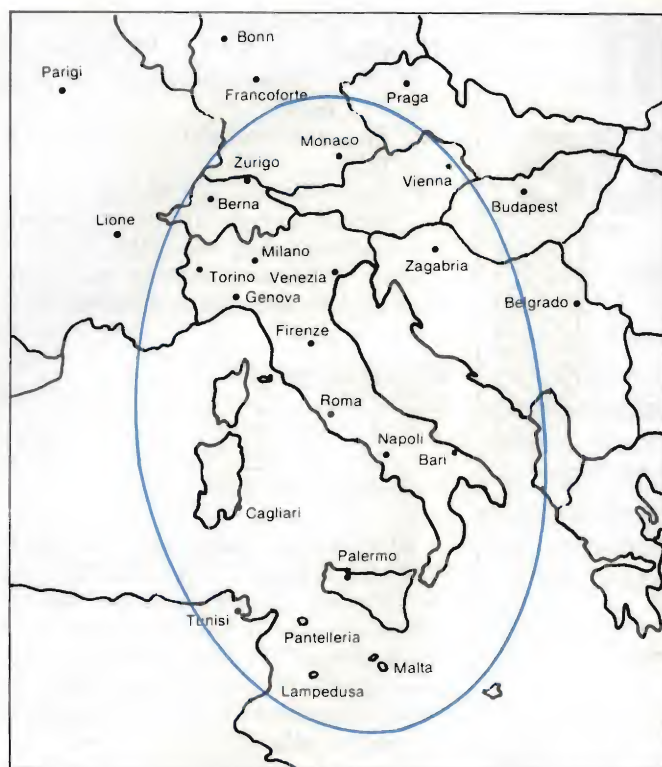 Bonn
Parigi
Francoforte
Praga
Monaco
Zurigo
Vienna
Berna
Budapest
Lione
Milano
Zagabria
Torino
Venezia
Genova
Belgrado
Firenze
Roma
Napoli
Bari
Cagliari
Palermo
Tunisi
Pantelleria
Malta
Lampedusa